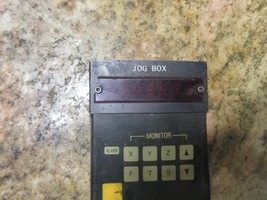 JOG BOX
MONITOR
X Y Z ▲
F T S ▼